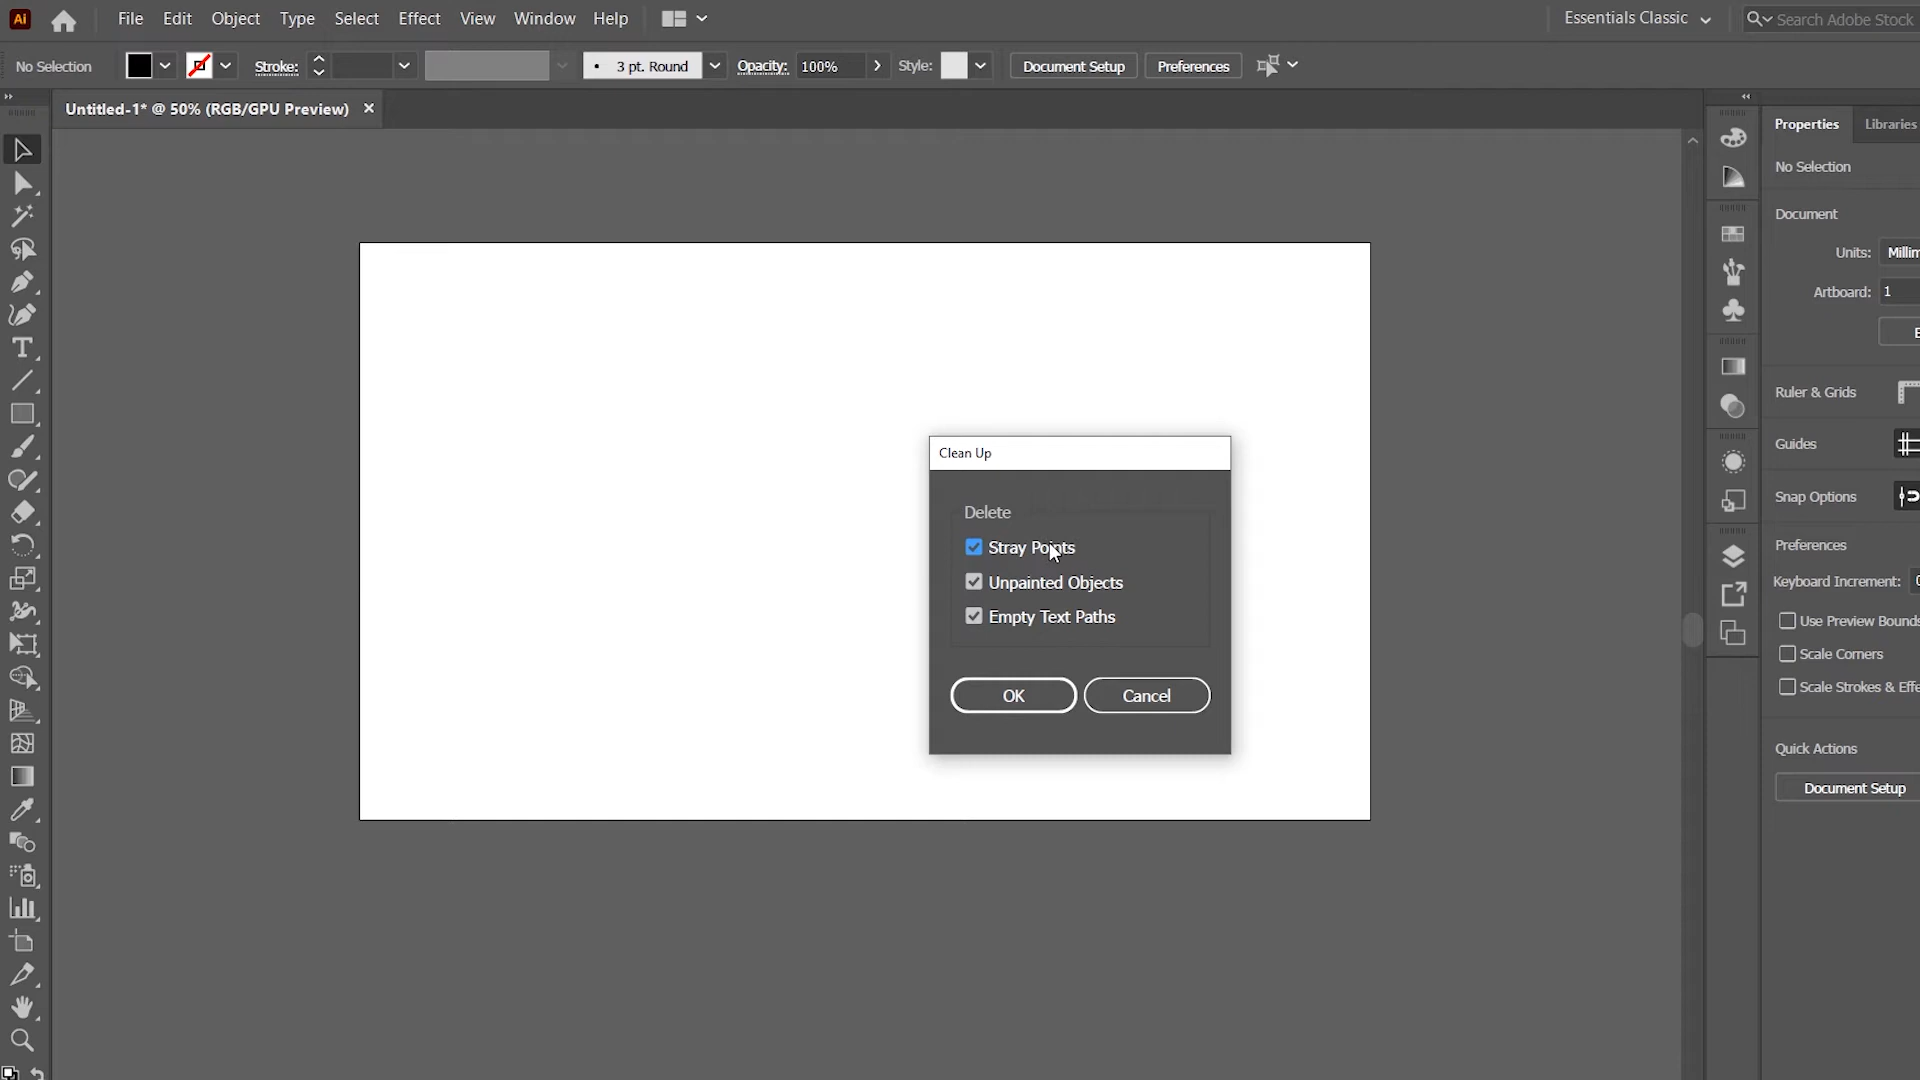 Ai File Edit Object Type Select Effect View Window Help Essentials Classic Search Adobe Stock
No Selection Stroke: 3 pt. Round Opacity: 100% Style: Document Setup Preferences
Untitled-1* @ 50% (RGB/GPU Preview) ×
Properties Libraries
No Selection
Document
Units: Millim
Artboard: 1
Ruler & Grids
Guides
Snap Options
Preferences
Keyboard Increment:
Use Preview Bounds
Scale Corners
Scale Strokes & Effe
Quick Actions
Document Setup
Clean Up
Delete
Stray Points
Unpainted Objects
Empty Text Paths
OK Cancel